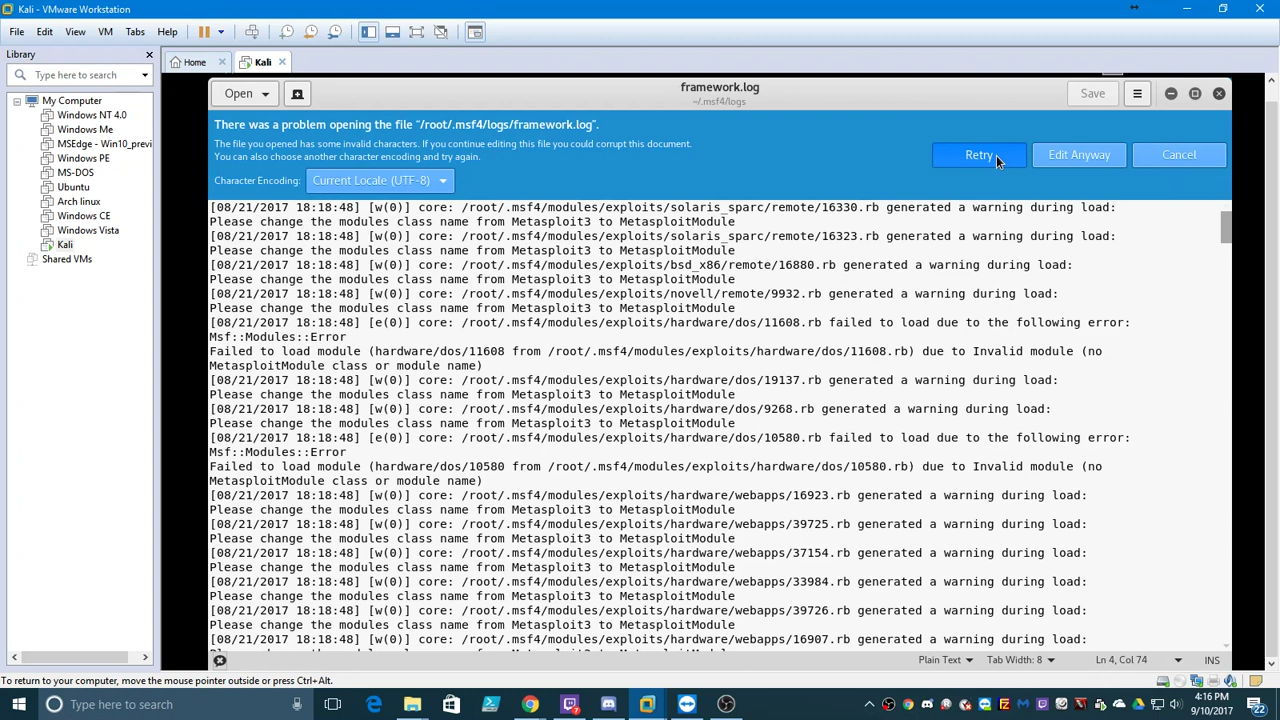 Kali - VMware Workstation
File Edit View VM Tabs Help
Library
Type here to search
My Computer
Windows NT 4.0
Windows Me
MSEdge - Win10_previ
Windows PE
MS-DOS
Ubuntu
Arch linux
Windows CE
Windows Vista
Kali
Shared VMs
Home
Kali
Open
framework.log
~/.msf4/logs
Save
There was a problem opening the file “/root/.msf4/logs/framework.log”.
The file you opened has some invalid characters. If you continue editing this file you could corrupt this document.
You can also choose another character encoding and try again.
Character Encoding: Current Locale (UTF-8)
Retry
Edit Anyway
Cancel
[08/21/2017 18:18:48] [w(0)] core: /root/.msf4/modules/exploits/solaris_sparc/remote/16330.rb generated a warning during load:
Please change the modules class name from Metasploit3 to MetasploitModule
[08/21/2017 18:18:48] [w(0)] core: /root/.msf4/modules/exploits/solaris_sparc/remote/16323.rb generated a warning during load:
Please change the modules class name from Metasploit3 to MetasploitModule
[08/21/2017 18:18:48] [w(0)] core: /root/.msf4/modules/exploits/bsd_x86/remote/16880.rb generated a warning during load:
Please change the modules class name from Metasploit3 to MetasploitModule
[08/21/2017 18:18:48] [w(0)] core: /root/.msf4/modules/exploits/novell/remote/9932.rb generated a warning during load:
Please change the modules class name from Metasploit3 to MetasploitModule
[08/21/2017 18:18:48] [e(0)] core: /root/.msf4/modules/exploits/hardware/dos/11608.rb failed to load due to the following error:
Msf::Modules::Error
Failed to load module (hardware/dos/11608 from /root/.msf4/modules/exploits/hardware/dos/11608.rb) due to Invalid module (no
MetasploitModule class or module name)
[08/21/2017 18:18:48] [w(0)] core: /root/.msf4/modules/exploits/hardware/dos/19137.rb generated a warning during load:
Please change the modules class name from Metasploit3 to MetasploitModule
[08/21/2017 18:18:48] [w(0)] core: /root/.msf4/modules/exploits/hardware/dos/9268.rb generated a warning during load:
Please change the modules class name from Metasploit3 to MetasploitModule
[08/21/2017 18:18:48] [e(0)] core: /root/.msf4/modules/exploits/hardware/dos/10580.rb failed to load due to the following error:
Msf::Modules::Error
Failed to load module (hardware/dos/10580 from /root/.msf4/modules/exploits/hardware/dos/10580.rb) due to Invalid module (no
MetasploitModule class or module name)
[08/21/2017 18:18:48] [w(0)] core: /root/.msf4/modules/exploits/hardware/webapps/16923.rb generated a warning during load:
Please change the modules class name from Metasploit3 to MetasploitModule
[08/21/2017 18:18:48] [w(0)] core: /root/.msf4/modules/exploits/hardware/webapps/39725.rb generated a warning during load:
Please change the modules class name from Metasploit3 to MetasploitModule
[08/21/2017 18:18:48] [w(0)] core: /root/.msf4/modules/exploits/hardware/webapps/37154.rb generated a warning during load:
Please change the modules class name from Metasploit3 to MetasploitModule
[08/21/2017 18:18:48] [w(0)] core: /root/.msf4/modules/exploits/hardware/webapps/33984.rb generated a warning during load:
Please change the modules class name from Metasploit3 to MetasploitModule
[08/21/2017 18:18:48] [w(0)] core: /root/.msf4/modules/exploits/hardware/webapps/39726.rb generated a warning during load:
Please change the modules class name from Metasploit3 to MetasploitModule
[08/21/2017 18:18:48] [w(0)] core: /root/.msf4/modules/exploits/hardware/webapps/16907.rb generated a warning during load:
Plain Text Tab Width: 8 Ln 4, Col 74 INS
To return to your computer, move the mouse pointer outside or press Ctrl+Alt.
Type here to search
4:16 PM
9/10/2017
22